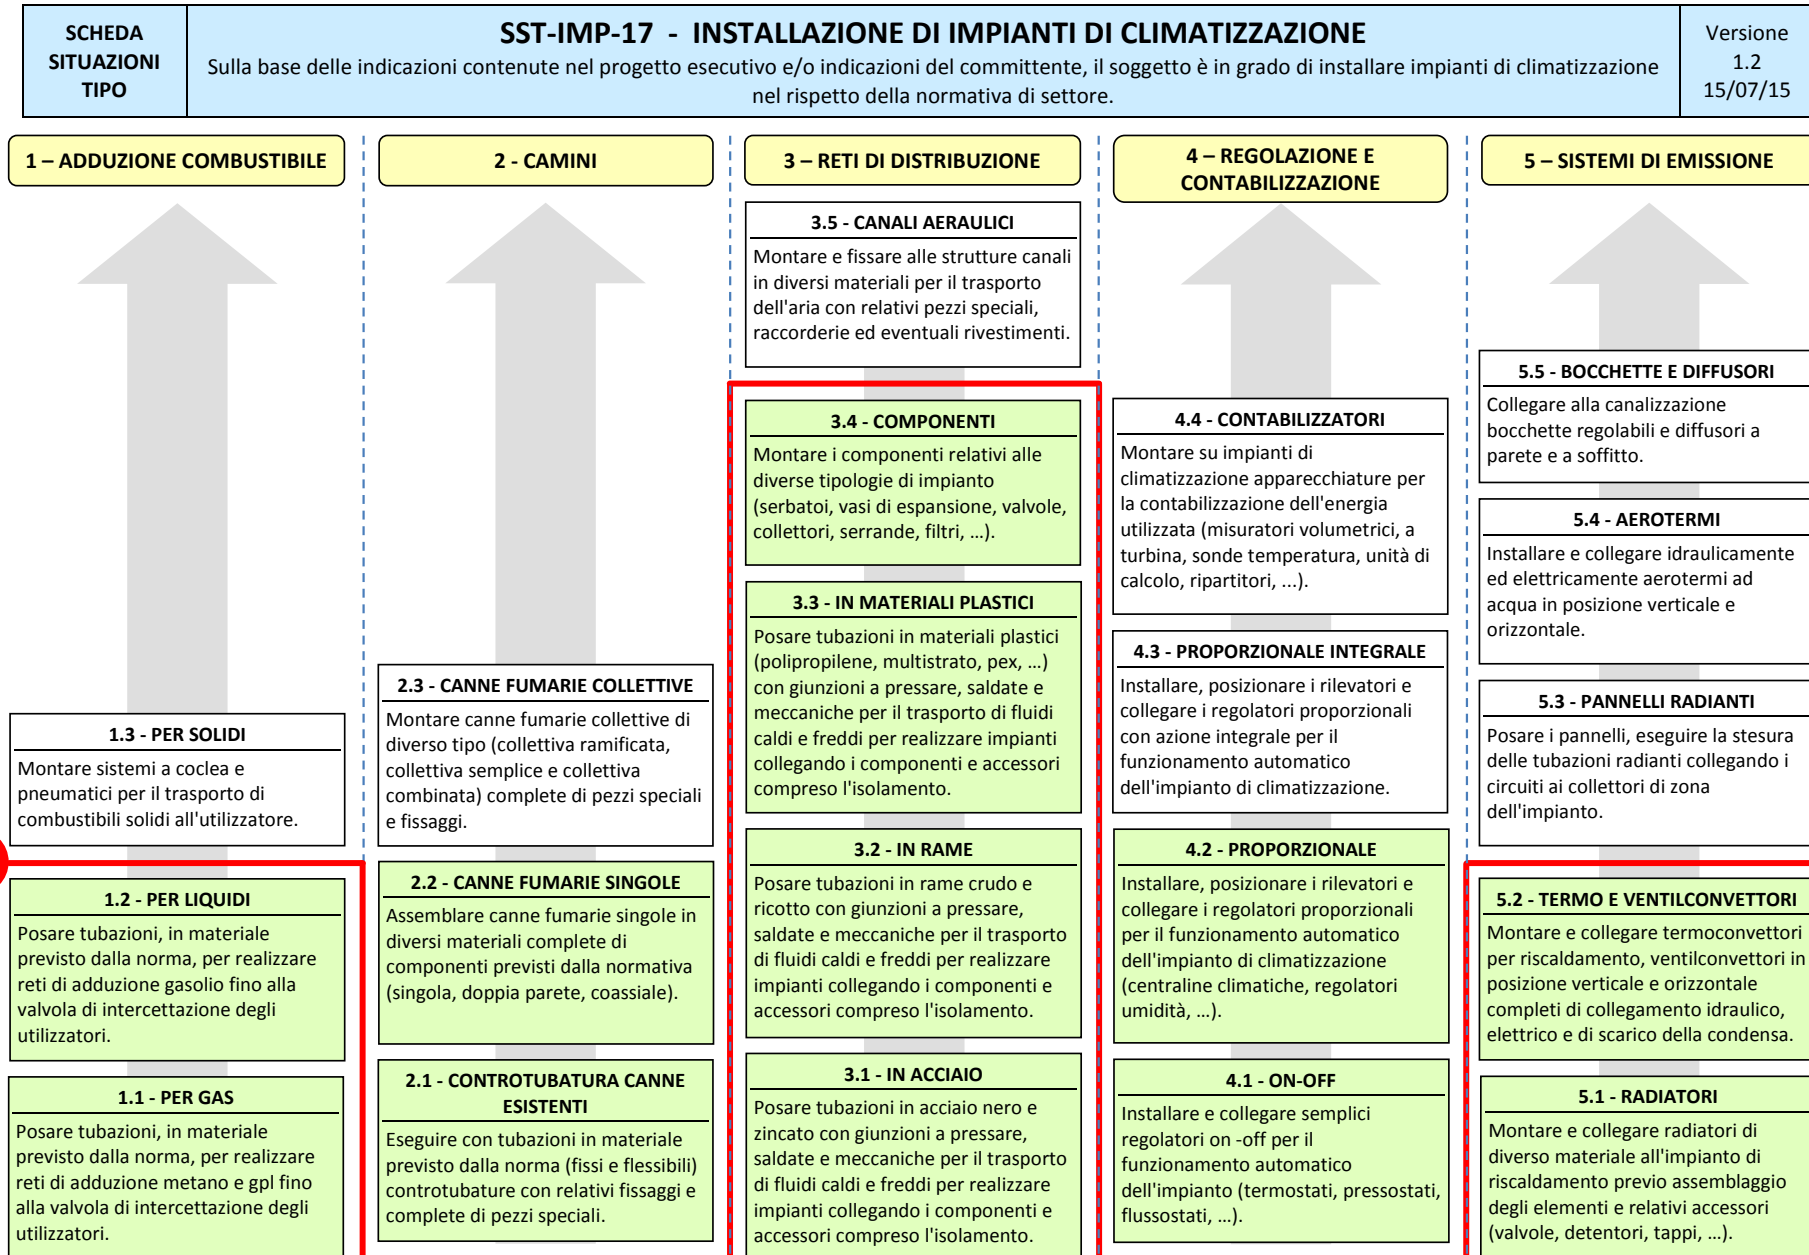 SCHEDA
SITUAZIONI
TIPO
SST-IMP-17 - INSTALLAZIONE DI IMPIANTI DI CLIMATIZZAZIONE
Sulla base delle indicazioni contenute nel progetto esecutivo e/o indicazioni del committente, il soggetto è in grado di installare impianti di climatizzazione
nel rispetto della normativa di settore.
Versione
1.2
15/07/15
1 – ADDUZIONE COMBUSTIBILE
1.3 - PER SOLIDI
Montare sistemi a coclea e
pneumatici per il trasporto di
combustibili solidi all'utilizzatore.
1.2 - PER LIQUIDI
Posare tubazioni, in materiale
previsto dalla norma, per realizzare
reti di adduzione gasolio fino alla
valvola di intercettazione degli
utilizzatori.
1.1 - PER GAS
Posare tubazioni, in materiale
previsto dalla norma, per realizzare
reti di adduzione metano e gpl fino
alla valvola di intercettazione degli
utilizzatori.
2 - CAMINI
2.3 - CANNE FUMARIE COLLETTIVE
Montare canne fumarie collettive di
diverso tipo (collettiva ramificata,
collettiva semplice e collettiva
combinata) complete di pezzi speciali
e fissaggi.
2.2 - CANNE FUMARIE SINGOLE
Assemblare canne fumarie singole in
diversi materiali complete di
componenti previsti dalla normativa
(singola, doppia parete, coassiale).
2.1 - CONTROTUBATURA CANNE
ESISTENTI
Eseguire con tubazioni in materiale
previsto dalla norma (fissi e flessibili)
controtubature con relativi fissaggi e
complete di pezzi speciali.
3 – RETI DI DISTRIBUZIONE
3.5 - CANALI AERAULICI
Montare e fissare alle strutture canali
in diversi materiali per il trasporto
dell'aria con relativi pezzi speciali,
raccorderie ed eventuali rivestimenti.
3.4 - COMPONENTI
Montare i componenti relativi alle
diverse tipologie di impianto
(serbatoi, vasi di espansione, valvole,
collettori, serrande, filtri, …).
3.3 - IN MATERIALI PLASTICI
Posare tubazioni in materiali plastici
(polipropilene, multistrato, pex, …)
con giunzioni a pressare, saldate e
meccaniche per il trasporto di fluidi
caldi e freddi per realizzare impianti
collegando i componenti e accessori
compreso l'isolamento.
3.2 - IN RAME
Posare tubazioni in rame crudo e
ricotto con giunzioni a pressare,
saldate e meccaniche per il trasporto
di fluidi caldi e freddi per realizzare
impianti collegando i componenti e
accessori compreso l'isolamento.
3.1 - IN ACCIAIO
Posare tubazioni in acciaio nero e
zincato con giunzioni a pressare,
saldate e meccaniche per il trasporto
di fluidi caldi e freddi per realizzare
impianti collegando i componenti e
accessori compreso l'isolamento.
4 – REGOLAZIONE E
CONTABILIZZAZIONE
4.4 - CONTABILIZZATORI
Montare su impianti di
climatizzazione apparecchiature per
la contabilizzazione dell'energia
utilizzata (misuratori volumetrici, a
turbina, sonde temperatura, unità di
calcolo, ripartitori, ...).
4.3 - PROPORZIONALE INTEGRALE
Installare, posizionare i rilevatori e
collegare i regolatori proporzionali
con azione integrale per il
funzionamento automatico
dell'impianto di climatizzazione.
4.2 - PROPORZIONALE
Installare, posizionare i rilevatori e
collegare i regolatori proporzionali
per il funzionamento automatico
dell'impianto di climatizzazione
(centraline climatiche, regolatori
umidità, …).
4.1 - ON-OFF
Installare e collegare semplici
regolatori on -off per il
funzionamento automatico
dell'impianto (termostati, pressostati,
flussostati, …).
5 – SISTEMI DI EMISSIONE
5.5 - BOCCHETTE E DIFFUSORI
Collegare alla canalizzazione
bocchette regolabili e diffusori a
parete e a soffitto.
5.4 - AEROTERMI
Installare e collegare idraulicamente
ed elettricamente aerotermi ad
acqua in posizione verticale e
orizzontale.
5.3 - PANNELLI RADIANTI
Posare i pannelli, eseguire la stesura
delle tubazioni radianti collegando i
circuiti ai collettori di zona
dell'impianto.
5.2 - TERMO E VENTILCONVETTORI
Montare e collegare termoconvettori
per riscaldamento, ventilconvettori in
posizione verticale e orizzontale
completi di collegamento idraulico,
elettrico e di scarico della condensa.
5.1 - RADIATORI
Montare e collegare radiatori di
diverso materiale all'impianto di
riscaldamento previo assemblaggio
degli elementi e relativi accessori
(valvole, detentori, tappi, …).